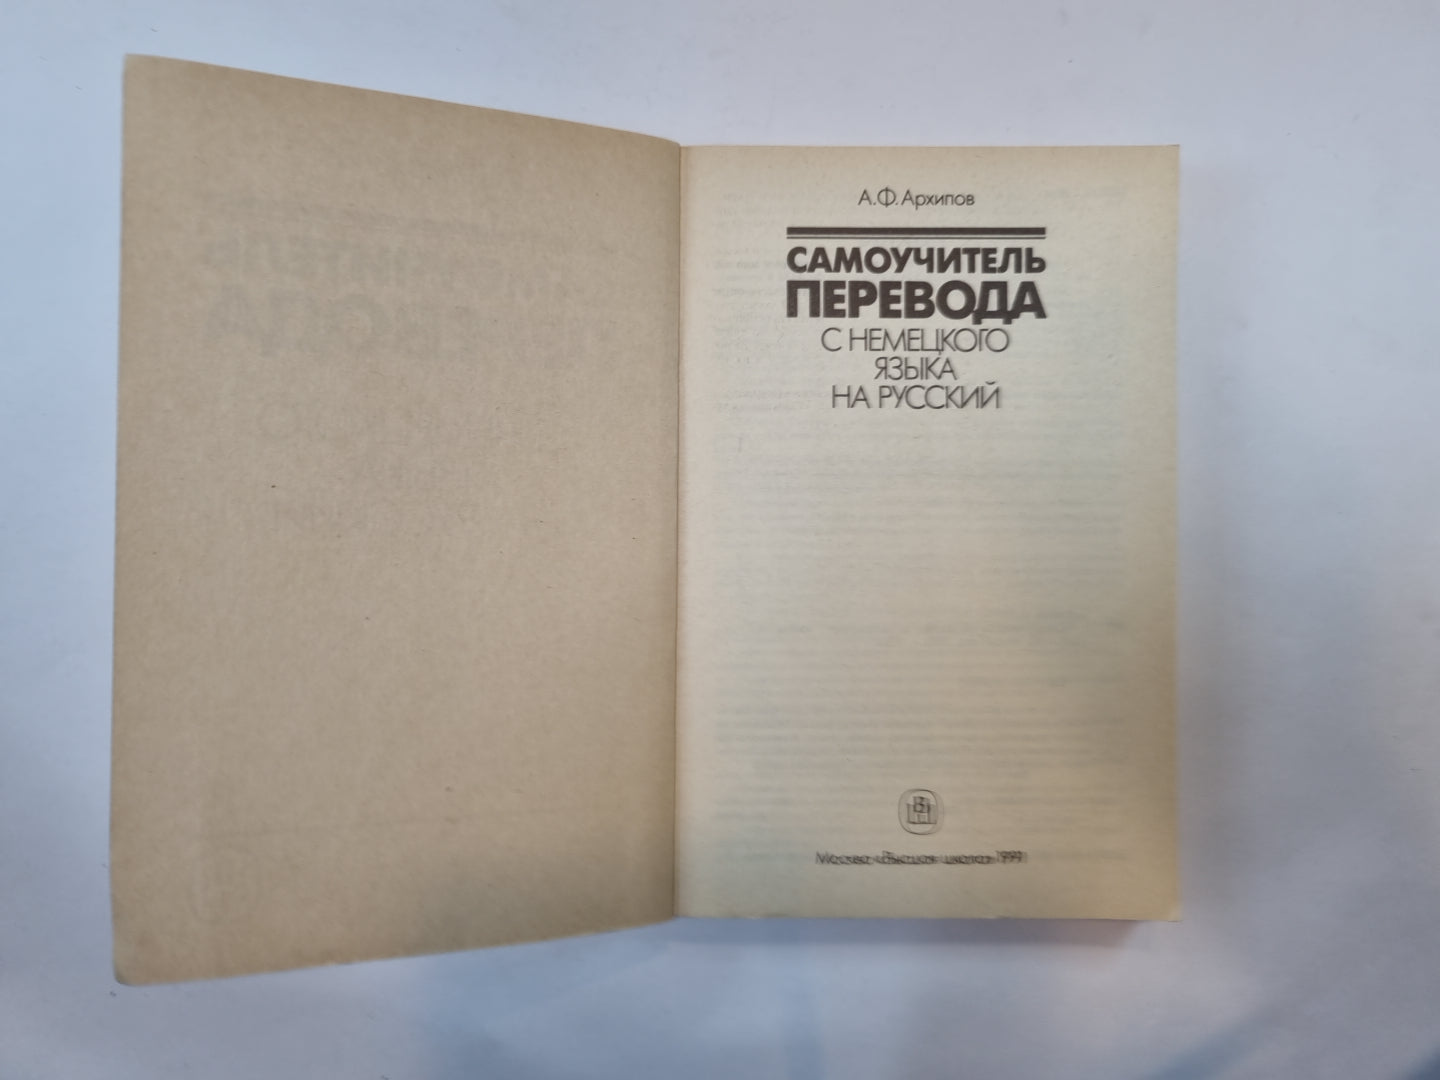 А.Ф. Архипов
САМОУЧИТЕЛЬ
ПЕРЕВОДА
С НЕМЕЦКОГО
ЯЗЫКА
НА РУССКИЙ
Москва «Высшая школа» 1991